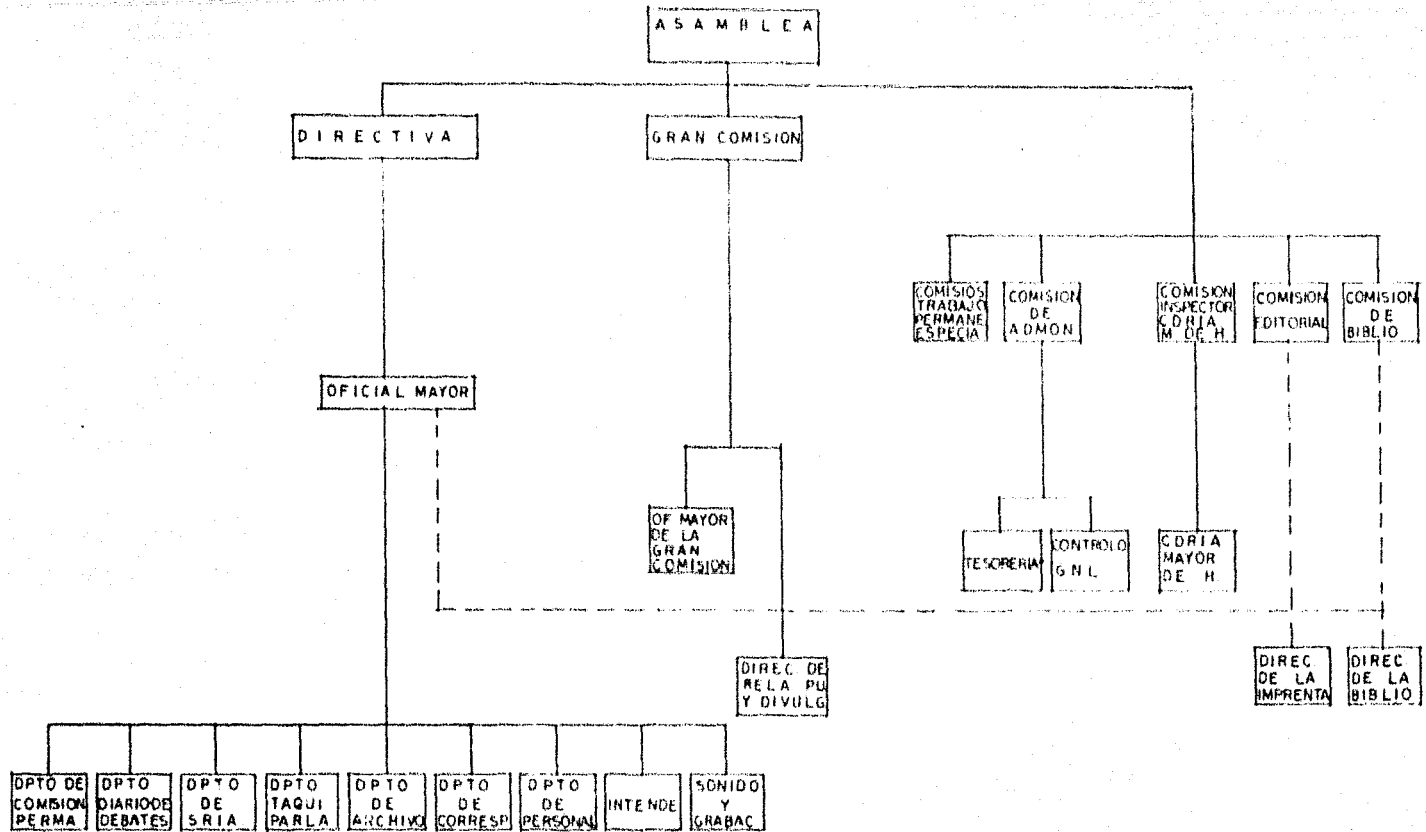 ASAMBLEA
DIRECTIVA
GRAN COMISION
COMISIOS
TRABAJO
PERMANE
ESPECIA
COMISION
DE
ADMON
COMISION
INSPECTOR
CDRIA
M. DE H.
COMISION
EDITORIAL
COMISION
DE
BIBLIO
OFICIAL MAYOR
OF MAYOR
DE LA
GRAN
COMISION
TESORERIA
CONTROLO
GNL
CDRIA
MAYOR
DE H.
DIREC DE
RELA PU
Y DIVULG
DIREC
DE LA
IMPRENTA
DIREC
DE LA
BIBLIO
DPTO DE
COMISION
PERMA
DPTO
DIARIO DE
DEBATES
DPTO
DE
SRIA
DPTO
TAQUI
PARLA
DPTO
DE
ARCHIVO
DPTO
DE
CORRESP
DPTO
DE
PERSONAL
INTENDE
SONIDO
Y
GRABAC